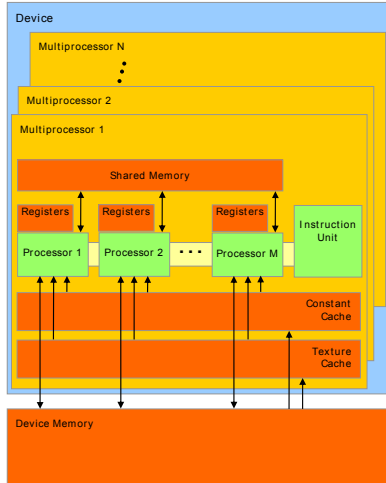 Device
Multiprocessor N
Multiprocessor 2
Multiprocessor 1
Shared Memory
Registers
Registers
Registers
Processor 1
Processor 2
Processor M
Instruction
Unit
Constant
Cache
Texture
Cache
Device Memory